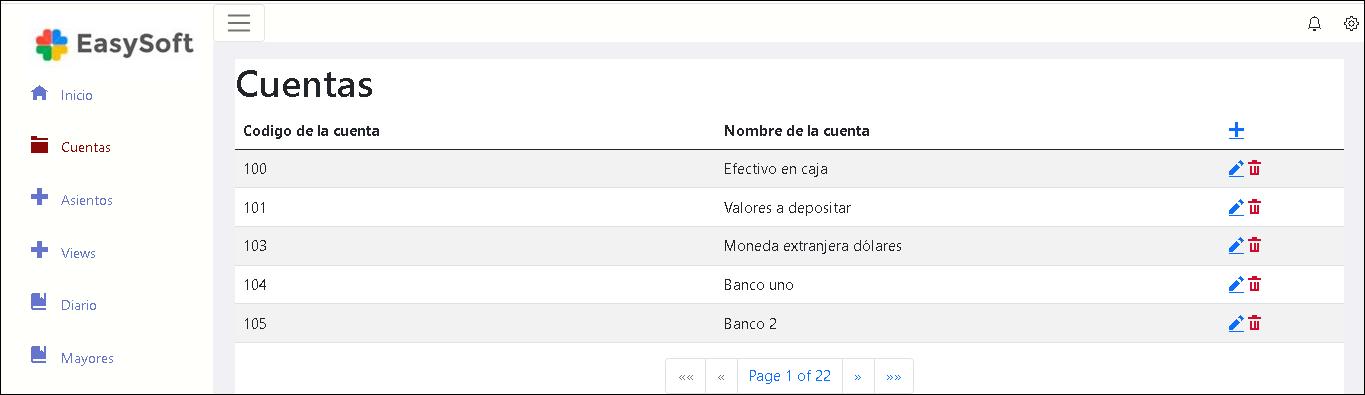 EasySoft
Inicio
Cuentas
Asientos
Views
Diario
Mayores
Cuentas
Codigo de la cuenta Nombre de la cuenta
100 Efectivo en caja
101 Valores a depositar
103 Moneda extranjera dólares
104 Banco uno
105 Banco 2
«« « Page 1 of 22 » »»